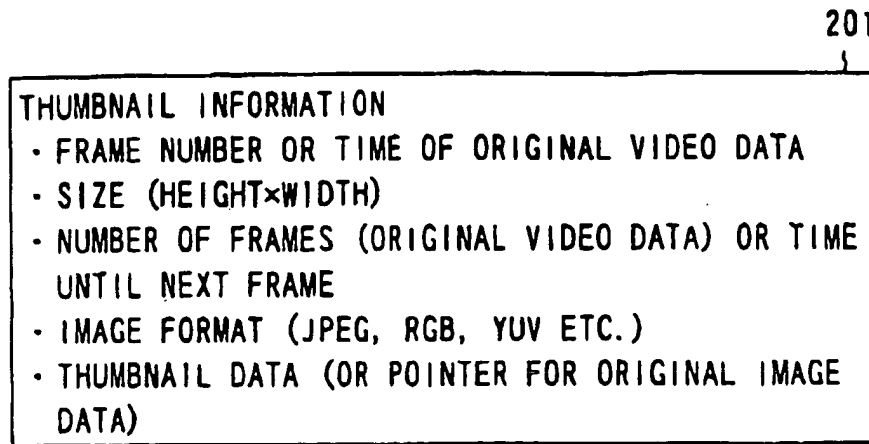 201
THUMBNAIL INFORMATION
· FRAME NUMBER OR TIME OF ORIGINAL VIDEO DATA
· SIZE (HEIGHT×WIDTH)
· NUMBER OF FRAMES (ORIGINAL VIDEO DATA) OR TIME
UNTIL NEXT FRAME
· IMAGE FORMAT (JPEG, RGB, YUV ETC.)
· THUMBNAIL DATA (OR POINTER FOR ORIGINAL IMAGE
DATA)